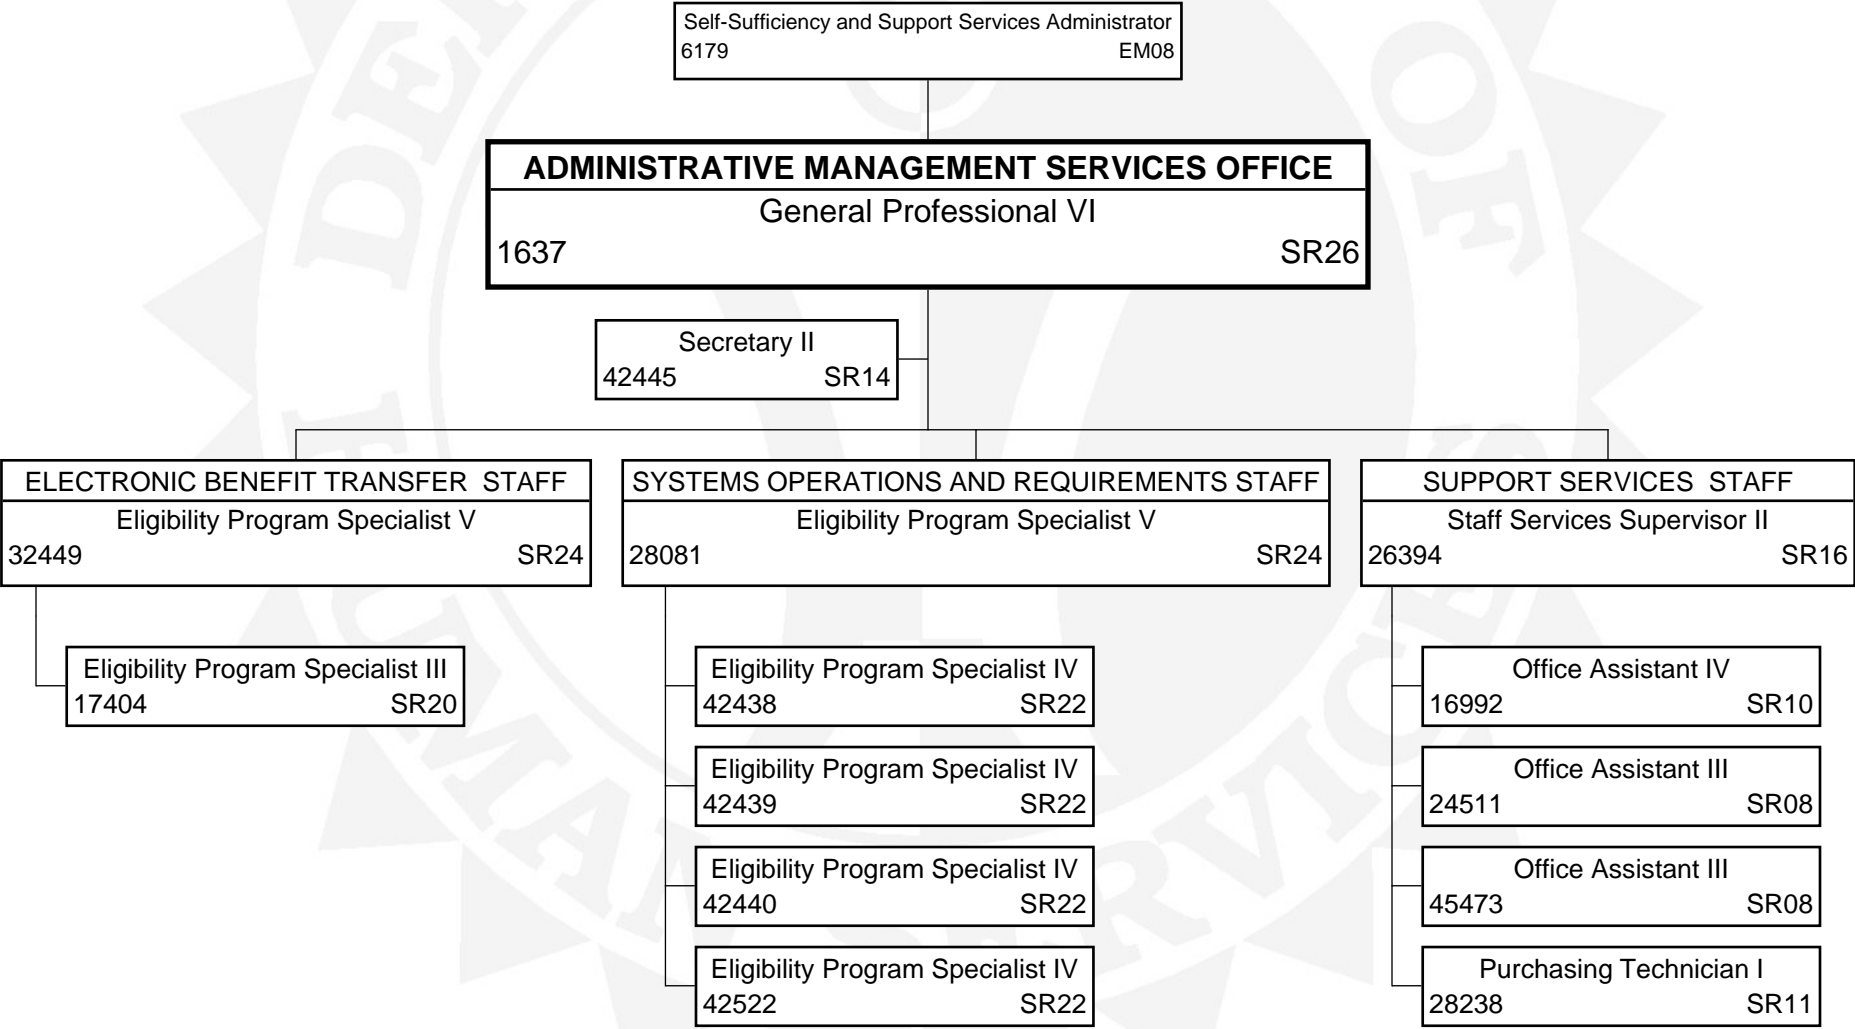 Self-Sufficiency and Support Services Administrator
6179 EM08
ADMINISTRATIVE MANAGEMENT SERVICES OFFICE
General Professional VI
1637 SR26
Secretary II
42445 SR14
ELECTRONIC BENEFIT TRANSFER STAFF
Eligibility Program Specialist V
32449 SR24
Eligibility Program Specialist III
17404 SR20
SYSTEMS OPERATIONS AND REQUIREMENTS STAFF
Eligibility Program Specialist V
28081 SR24
Eligibility Program Specialist IV
42438 SR22
Eligibility Program Specialist IV
42439 SR22
Eligibility Program Specialist IV
42440 SR22
Eligibility Program Specialist IV
42522 SR22
SUPPORT SERVICES STAFF
Staff Services Supervisor II
26394 SR16
Office Assistant IV
16992 SR10
Office Assistant III
24511 SR08
Office Assistant III
45473 SR08
Purchasing Technician I
28238 SR11
OF